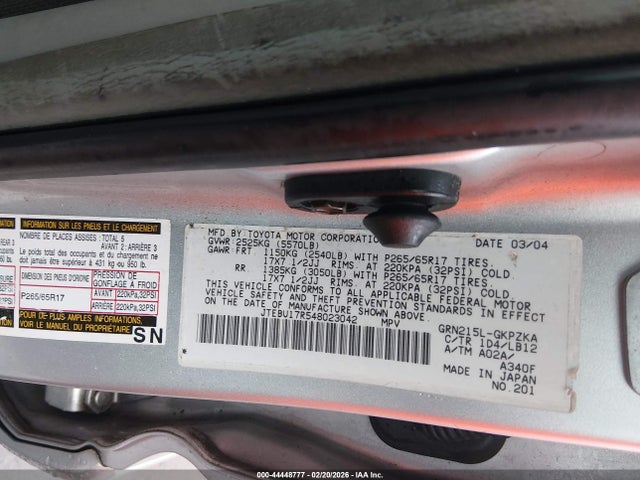 REAR 3
INFORMATION SUR LES PNEUS ET LE CHARGEMENT
NOMBRE DE PLACES ASSISES: TOTAL 5
AVANT 2: ARRIÈRE 3
Le poids total des occupants et du chargement ne
doit jamais être supérieur à 431 kg ou 950 lb.
DIMENSION DES PNEUS D'ORIGINE
PRESSION DE
GONFLAGE À FROID
P265/65R17
AVANT 220kPa,32PSI
ARRIÈRE 220kPa,32PSI
VOIR LE MANUEL DU
PROPRIÉTAIRE
SN
MFD BY TOYOTA MOTOR CORPORATION DATE 03/04
GVWR 2525KG (5570LB)
GAWR FRT. 1150KG (2540LB) WITH P265/65R17 TIRES,
17X7 1/2JJ RIMS, AT 220KPA (32PSI) COLD.
RR. 1385KG (3050LB) WITH P265/65R17 TIRES,
17X7 1/2JJ RIMS, AT 220KPA (32PSI) COLD.
THIS VEHICLE CONFORMS TO ALL APPLICABLE FEDERAL MOTOR
VEHICLE SAFETY AND THEFT PREVENTION STANDARDS IN EFFECT
ON THE DATE OF MANUFACTURE SHOWN ABOVE.
JTEBU17R548023042 MPV
GRN215L-GKPZKA
C/TR 1D4/LB12
A/TM A02A/
A340F
MADE IN JAPAN
NO.201
000-44448777 - 02/20/2026 - IAA Inc.